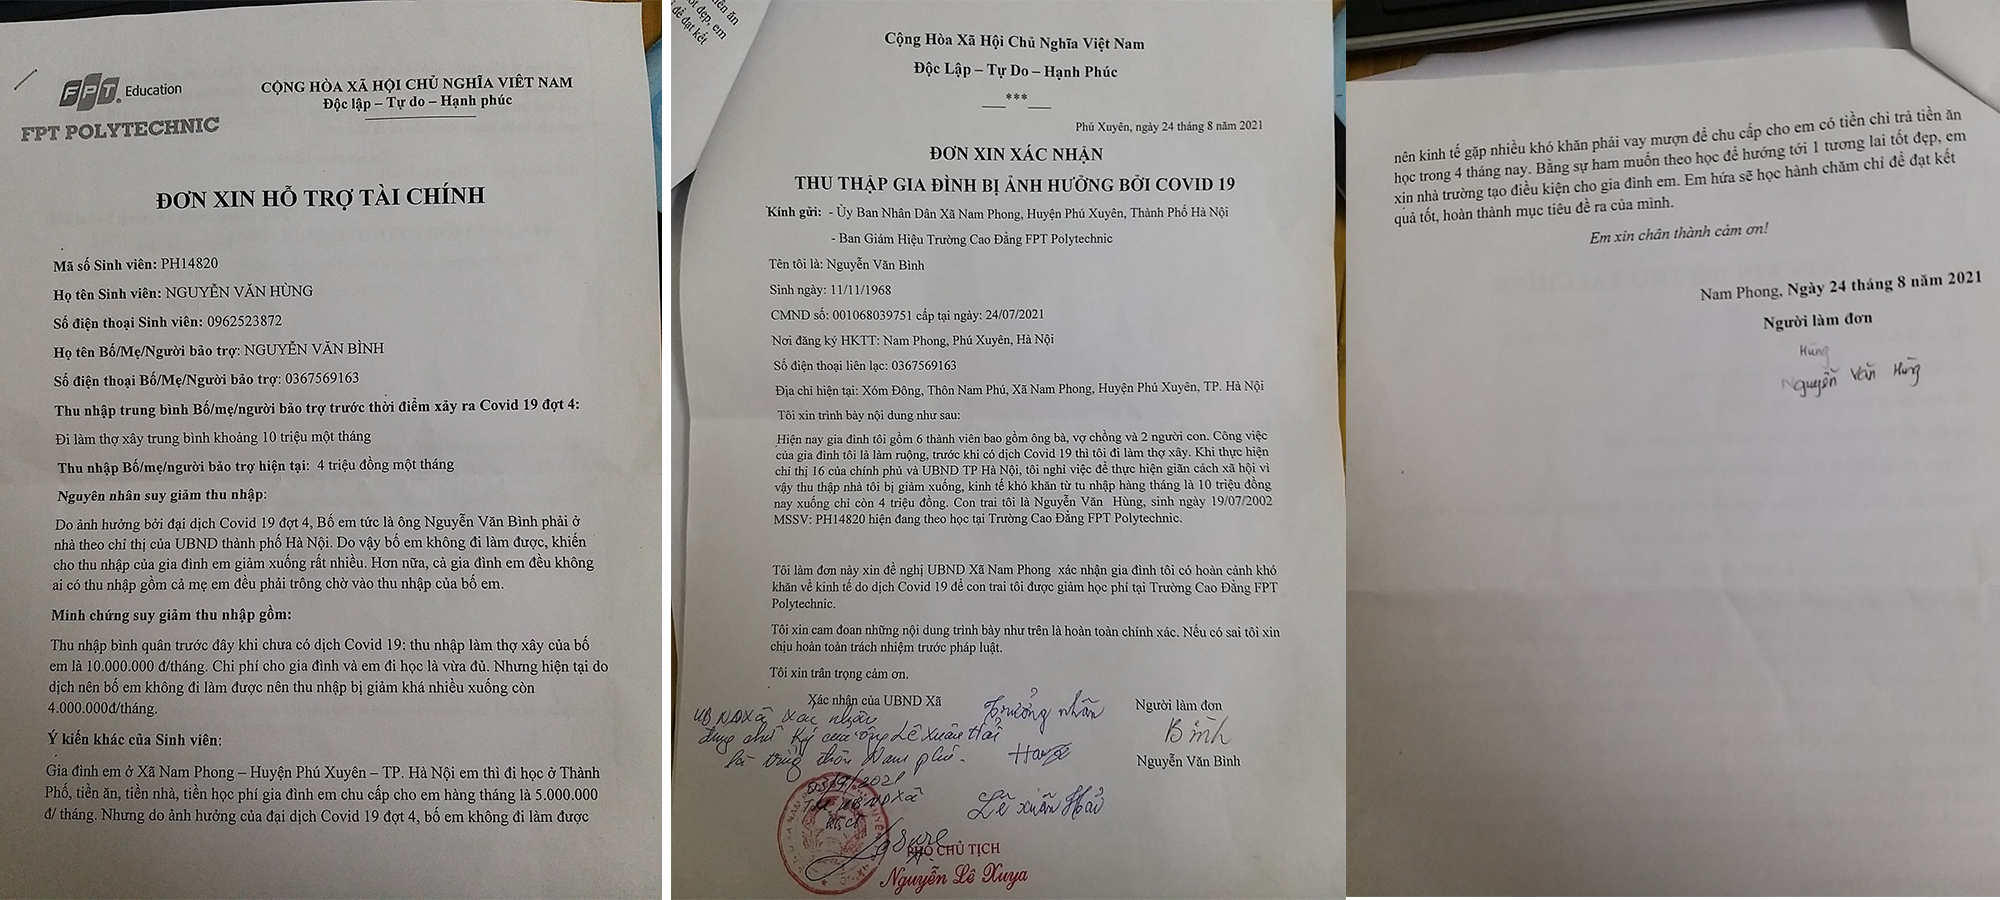 FPT Education
FPT POLYTECHNIC
CỘNG HÒA XÃ HỘI CHỦ NGHĨA VIỆT NAM
Độc lập – Tự do – Hạnh phúc
ĐƠN XIN HỖ TRỢ TÀI CHÍNH
Mã số Sinh viên: PH14820
Họ tên Sinh viên: NGUYỄN VĂN HÙNG
Số điện thoại Sinh viên: 0962523872
Họ tên Bố/Mẹ/Người bảo trợ: NGUYỄN VĂN BÌNH
Số điện thoại Bố/Mẹ/Người bảo trợ: 0367569163
Thu nhập trung bình Bố/mẹ/người bảo trợ trước thời điểm xảy ra Covid 19 đợt 4:
Đi làm thợ xây trung bình khoảng 10 triệu một tháng
Thu nhập Bố/mẹ/người bảo trợ hiện tại: 4 triệu đồng một tháng
Nguyên nhân suy giảm thu nhập:
Do ảnh hưởng bởi đại dịch Covid 19 đợt 4, Bố em tức là ông Nguyễn Văn Bình phải ở
nhà theo chỉ thị của UBND thành phố Hà Nội. Do vậy bố em không đi làm được, khiến
cho thu nhập của gia đình em giảm xuống rất nhiều. Hơn nữa, cả gia đình em đều không
ai có thu nhập gồm cả mẹ em đều phải trông chờ vào thu nhập của bố em.
Minh chứng suy giảm thu nhập gồm:
Thu nhập bình quân trước đây khi chưa có dịch Covid 19: thu nhập làm thợ xây của bố
em là 10.000.000 đ/tháng. Chi phí cho gia đình và em đi học là vừa đủ. Nhưng hiện tại do
dịch nên bố em không đi làm được nên thu nhập bị giảm khá nhiều xuống còn
4.000.000đ/tháng.
Ý kiến khác của Sinh viên:
Gia đình em ở Xã Nam Phong – Huyện Phú Xuyên – TP. Hà Nội em thì đi học ở Thành
Phố, tiền ăn, tiền nhà, tiền học phí gia đình em chu cấp cho em hàng tháng là 5.000.000
đ/ tháng. Nhưng do ảnh hưởng của đại dịch Covid 19 đợt 4, bố em không đi làm được
ên ăn
ốt đẹp, em
để đạt kết
Cộng Hòa Xã Hội Chủ Nghĩa Việt Nam
Độc Lập – Tự Do – Hạnh Phúc
***
Phú Xuyên, ngày 24 tháng 8 năm 2021
ĐƠN XIN XÁC NHẬN
THU THẬP GIA ĐÌNH BỊ ẢNH HƯỞNG BỞI COVID 19
Kính gửi: - Ủy Ban Nhân Dân Xã Nam Phong, Huyện Phú Xuyên, Thành Phố Hà Nội
- Ban Giám Hiệu Trường Cao Đẳng FPT Polytechnic
Tên tôi là: Nguyễn Văn Bình
Sinh ngày: 11/11/1968
CMND số: 001068039751 cấp tại ngày: 24/07/2021
Nơi đăng ký HKTT: Nam Phong, Phú Xuyên, Hà Nội
Số điện thoại liên lạc: 0367569163
Địa chỉ hiện tại: Xóm Đông, Thôn Nam Phú, Xã Nam Phong, Huyện Phú Xuyên, TP. Hà Nội
Tôi xin trình bày nội dung như sau:
Hiện nay gia đình tôi gồm 6 thành viên bao gồm ông bà, vợ chồng và 2 người con. Công việc
của gia đình tôi là làm ruộng, trước khi có dịch Covid 19 thì tôi đi làm thợ xây. Khi thực hiện
chỉ thị 16 của chính phủ và UBND TP Hà Nội, tôi nghỉ việc để thực hiện giãn cách xã hội vì
vậy thu thập nhà tôi bị giảm xuống, kinh tế khó khăn từ tu nhập hàng tháng là 10 triệu đồng
nay xuống chỉ còn 4 triệu đồng. Con trai tôi là Nguyễn Văn Hùng, sinh ngày 19/07/2002
MSSV: PH14820 hiện đang theo học tại Trường Cao Đẳng FPT Polytechnic.
Tôi làm đơn này xin đề nghị UBND Xã Nam Phong xác nhận gia đình tôi có hoàn cảnh khó
khăn về kinh tế do dịch Covid 19 để con trai tôi được giảm học phí tại Trường Cao Đẳng FPT
Polytechnic.
Tôi xin cam đoan những nội dung trình bày như trên là hoàn toàn chính xác. Nếu có sai tôi xin
chịu hoàn toàn trách nhiệm trước pháp luật.
Tôi xin trân trọng cảm ơn.
Xác nhận của UBND Xã
Người làm đơn
UBND Xã xác nhận
đúng chữ ký của ông Lê Xuân Hải
là trưởng thôn Nam phú.
TM UBND Xã
Trưởng
Lê xuân Hải
Bình
Nguyễn Văn Bình
PHÓ CHỦ TỊCH
Nguyễn Lê Xuya
nên kinh tế gặp nhiều khó khăn phải vay mượn để chu cấp cho em có tiền chi trả tiền ăn
học trong 4 tháng nay. Bằng sự ham muốn theo học để hướng tới 1 tương lai tốt đẹp, em
xin nhà trường tạo điều kiện cho gia đình em. Em hứa sẽ học hành chăm chỉ để đạt kết
quả tốt, hoàn thành mục tiêu đề ra của mình.
Em xin chân thành cảm ơn!
Nam Phong, Ngày 24 tháng 8 năm 2021
Người làm đơn
Hùng
Nguyễn Văn Hùng